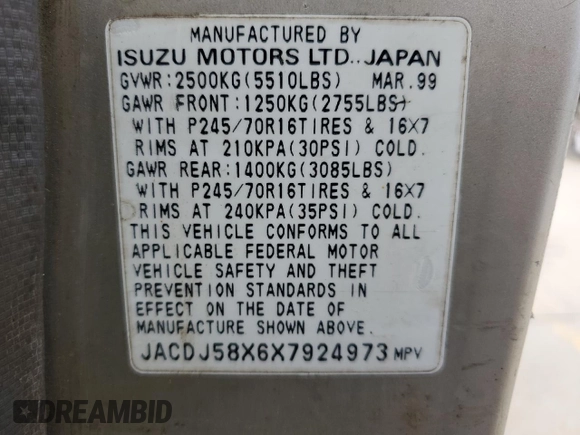 MANUFACTURED BY
ISUZU MOTORS LTD., JAPAN
GVWR:2500KG(5510LBS) MAR.99
GAWR FRONT:1250KG(2755LBS)
WITH P245/70R16TIRES & 16X7
RIMS AT 210KPA(30PSI) COLD.
GAWR REAR:1400KG(3085LBS)
WITH P245/70R16TIRES & 16X7
RIMS AT 240KPA(35PSI) COLD.
THIS VEHICLE CONFORMS TO ALL
APPLICABLE FEDERAL MOTOR
VEHICLE SAFETY AND THEFT
PREVENTION STANDARDS IN
EFFECT ON THE DATE OF
MANUFACTURE SHOWN ABOVE.
JACDJ58X6X7924973 MPV
DREAMBID